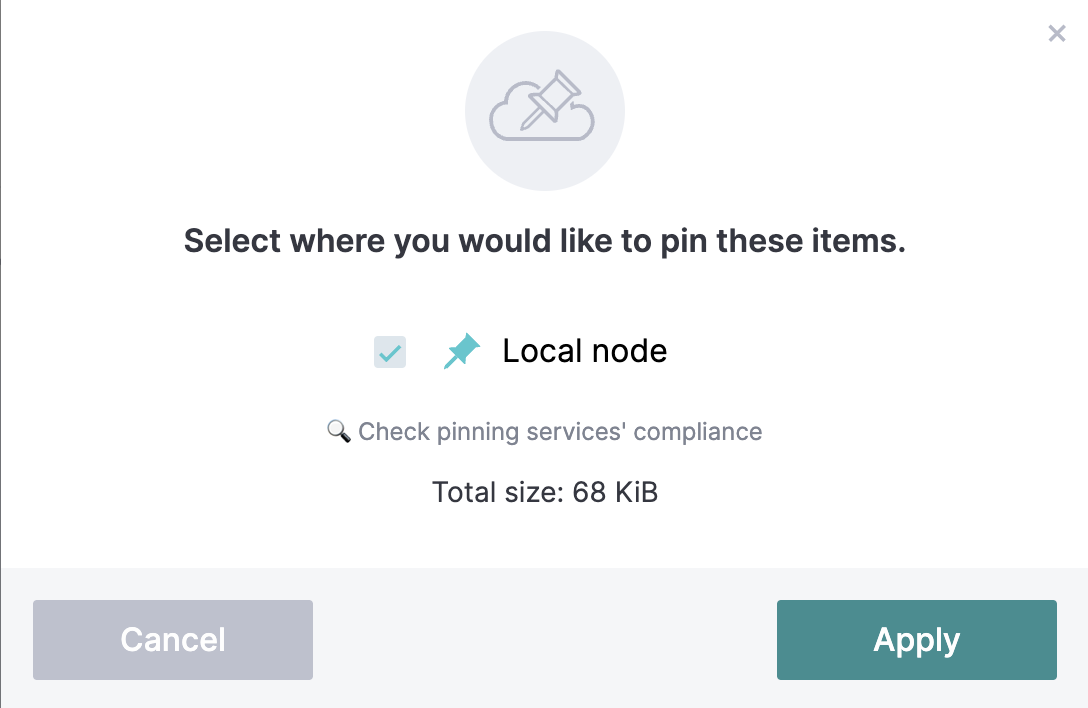 Select where you would like to pin these items.
Local node
Check pinning services' compliance
Total size: 68 KiB
Cancel
Apply